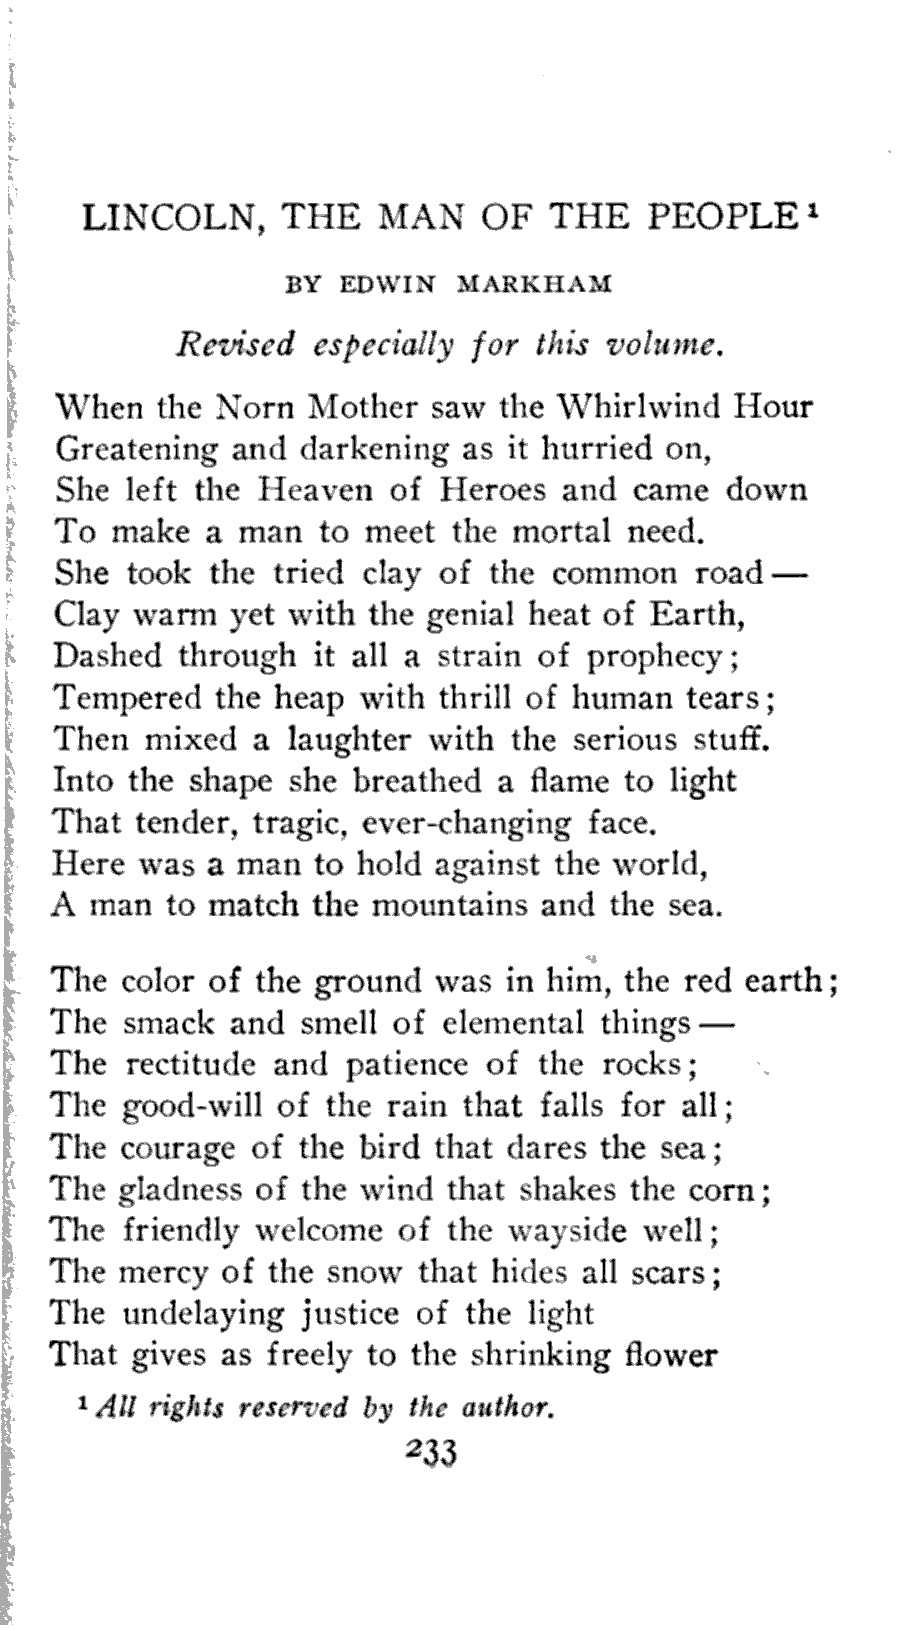 LINCOLN, THE MAN OF THE PEOPLE¹
BY EDWIN MARKHAM
Revised especially for this volume.
When the Norn Mother saw the Whirlwind Hour
Greatening and darkening as it hurried on,
She left the Heaven of Heroes and came down
To make a man to meet the mortal need.
She took the tried clay of the common road—
Clay warm yet with the genial heat of Earth,
Dashed through it all a strain of prophecy;
Tempered the heap with thrill of human tears;
Then mixed a laughter with the serious stuff.
Into the shape she breathed a flame to light
That tender, tragic, ever-changing face.
Here was a man to hold against the world,
A man to match the mountains and the sea.
The color of the ground was in him, the red earth;
The smack and smell of elemental things—
The rectitude and patience of the rocks;
The good-will of the rain that falls for all;
The courage of the bird that dares the sea;
The gladness of the wind that shakes the corn;
The friendly welcome of the wayside well;
The mercy of the snow that hides all scars;
The undelaying justice of the light
That gives as freely to the shrinking flower
¹ All rights reserved by the author.
233